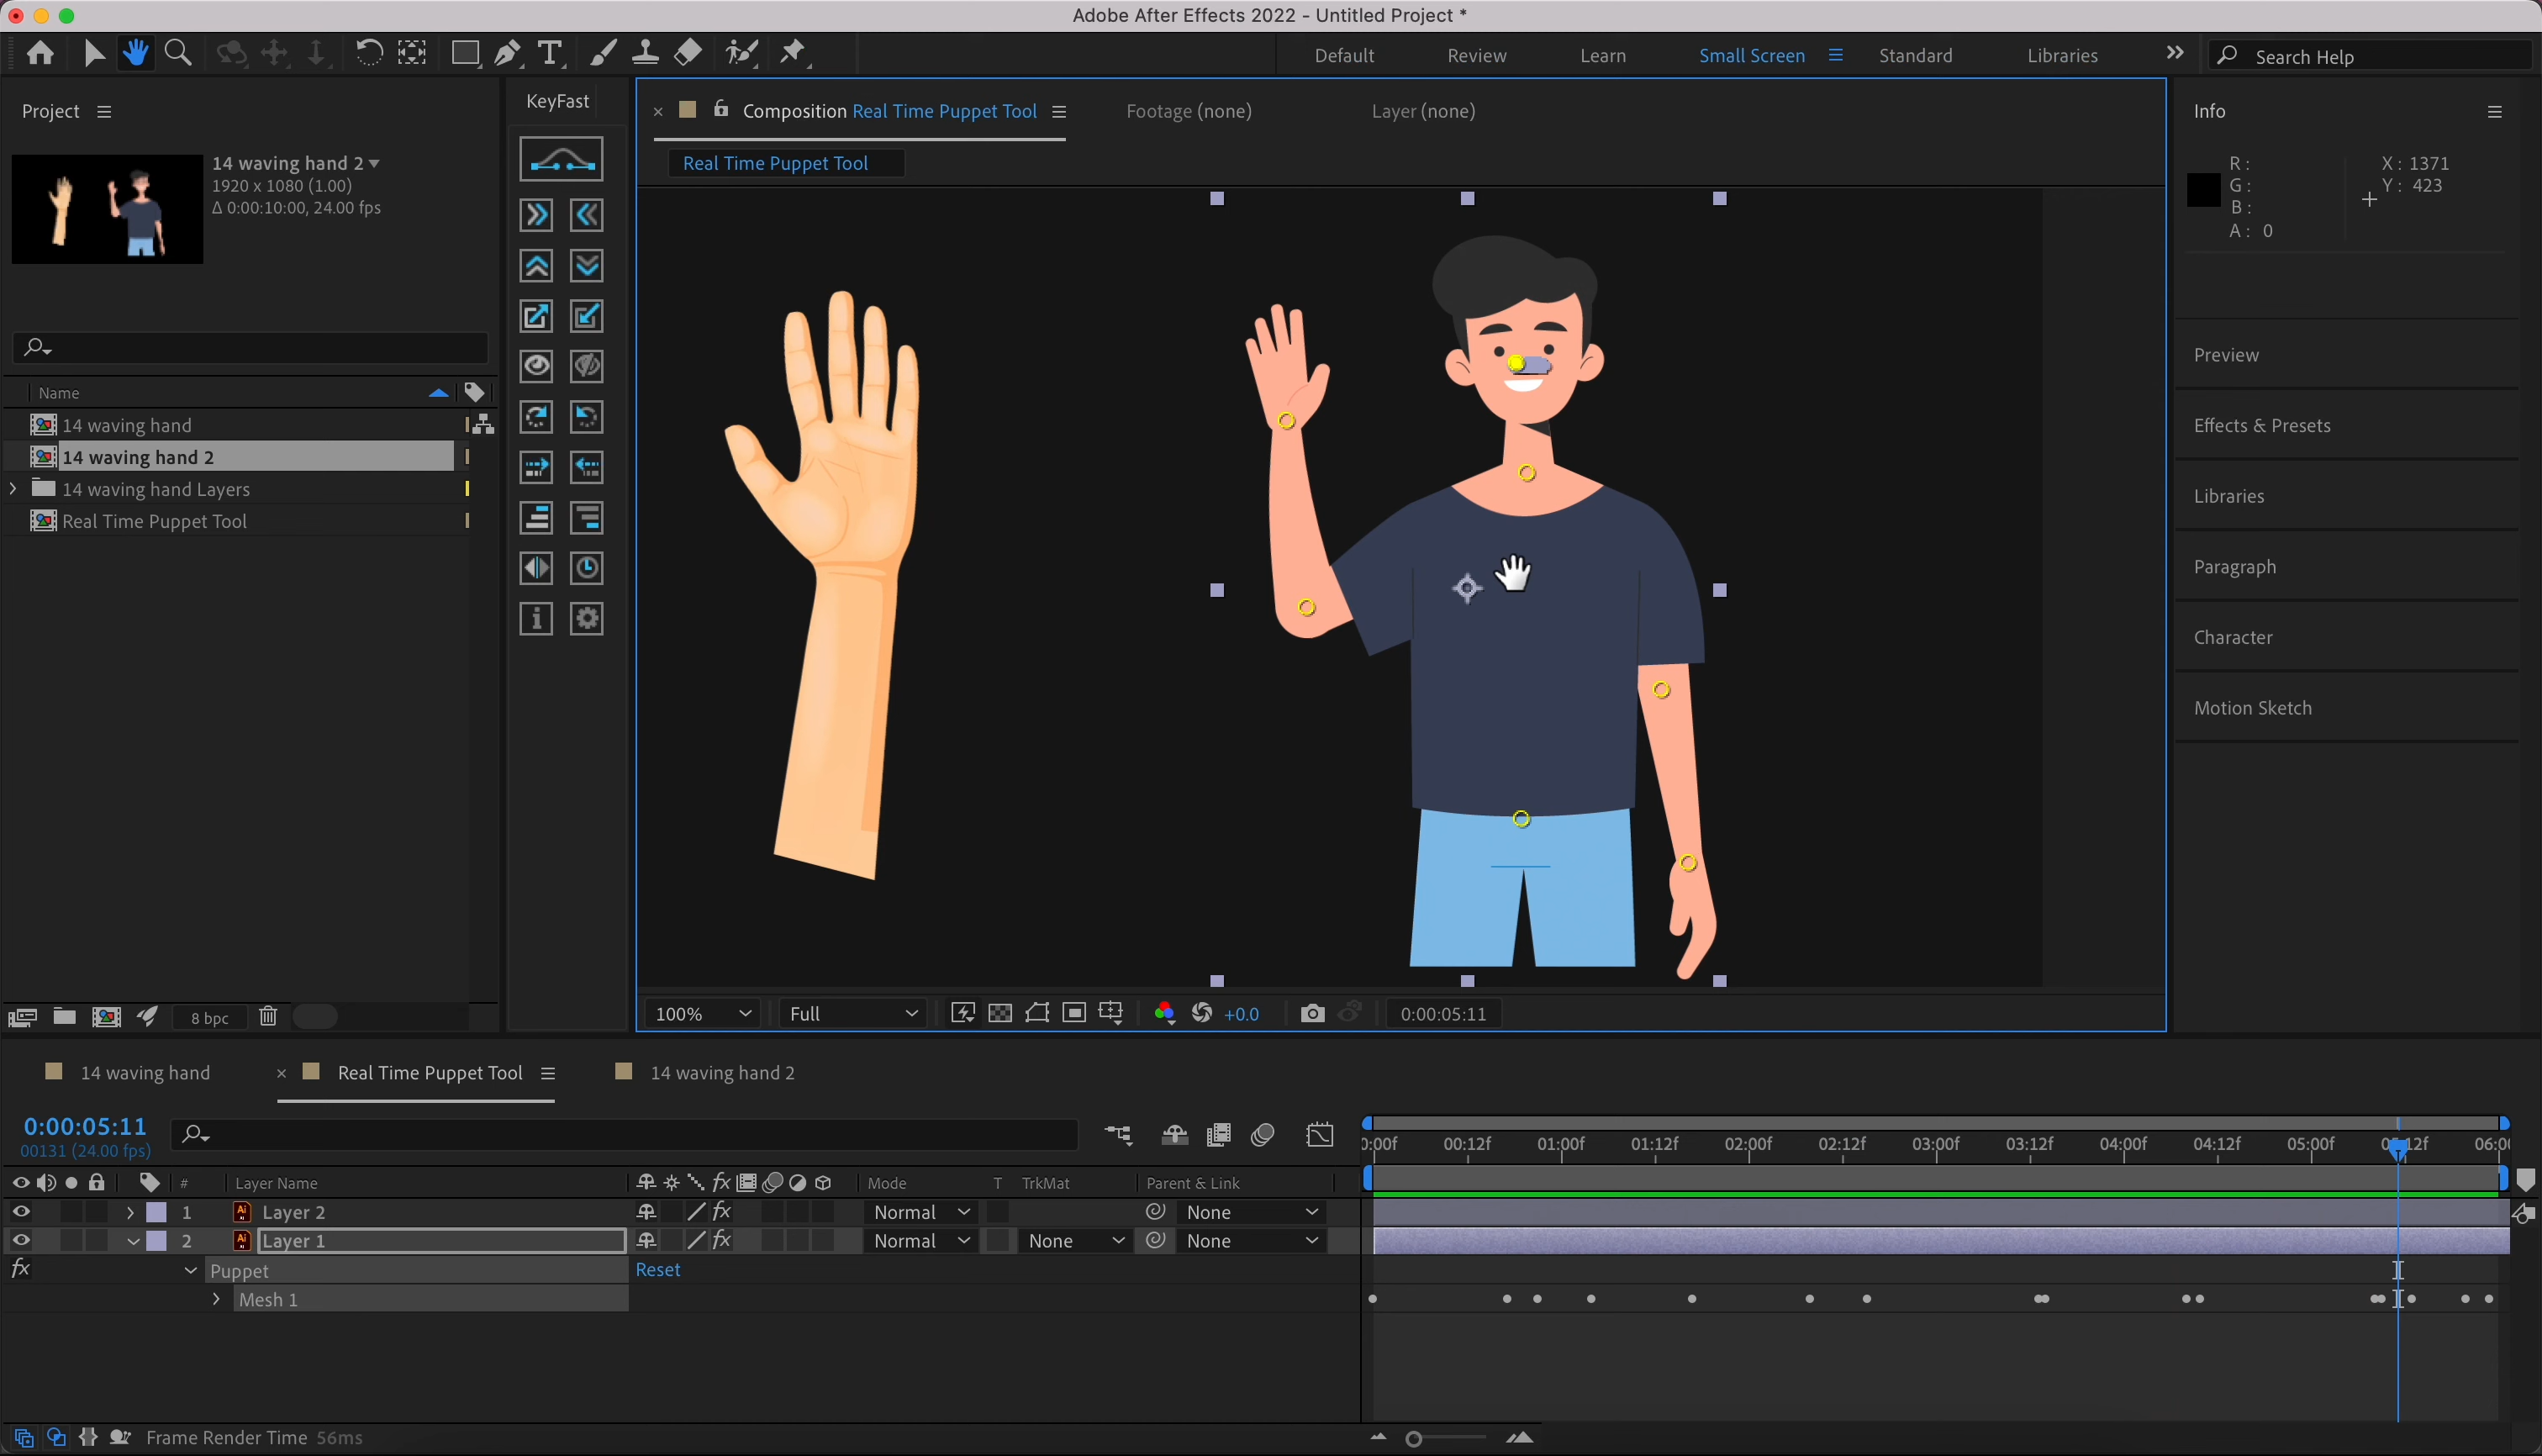 Adobe After Effects 2022 - Untitled Project *
Default
Review
Learn
Small Screen
Standard
Libraries
Search Help
Project
14 waving hand 2
1920 x 1080 (1.00)
Δ 0:00:10:00, 24.00 fps
Name
14 waving hand
14 waving hand 2
14 waving hand Layers
Real Time Puppet Tool
8 bpc
KeyFast
Composition Real Time Puppet Tool
Footage (none)
Layer (none)
Real Time Puppet Tool
100%
Full
+0.0
0:00:05:11
Info
R :
G :
B :
A : 0
X : 1371
Y : 423
Preview
Effects & Presets
Libraries
Paragraph
Character
Motion Sketch
14 waving hand
Real Time Puppet Tool
14 waving hand 2
0:00:05:11
00131 (24.00 fps)
00:12f
01:00f
01:12f
02:00f
02:12f
03:00f
03:12f
04:00f
04:12f
05:00f
# Layer Name
Mode
T TrkMat
Parent & Link
1 Layer 2 Normal None
2 Layer 1 Normal None None
fx Puppet Reset
Mesh 1
Frame Render Time 56ms